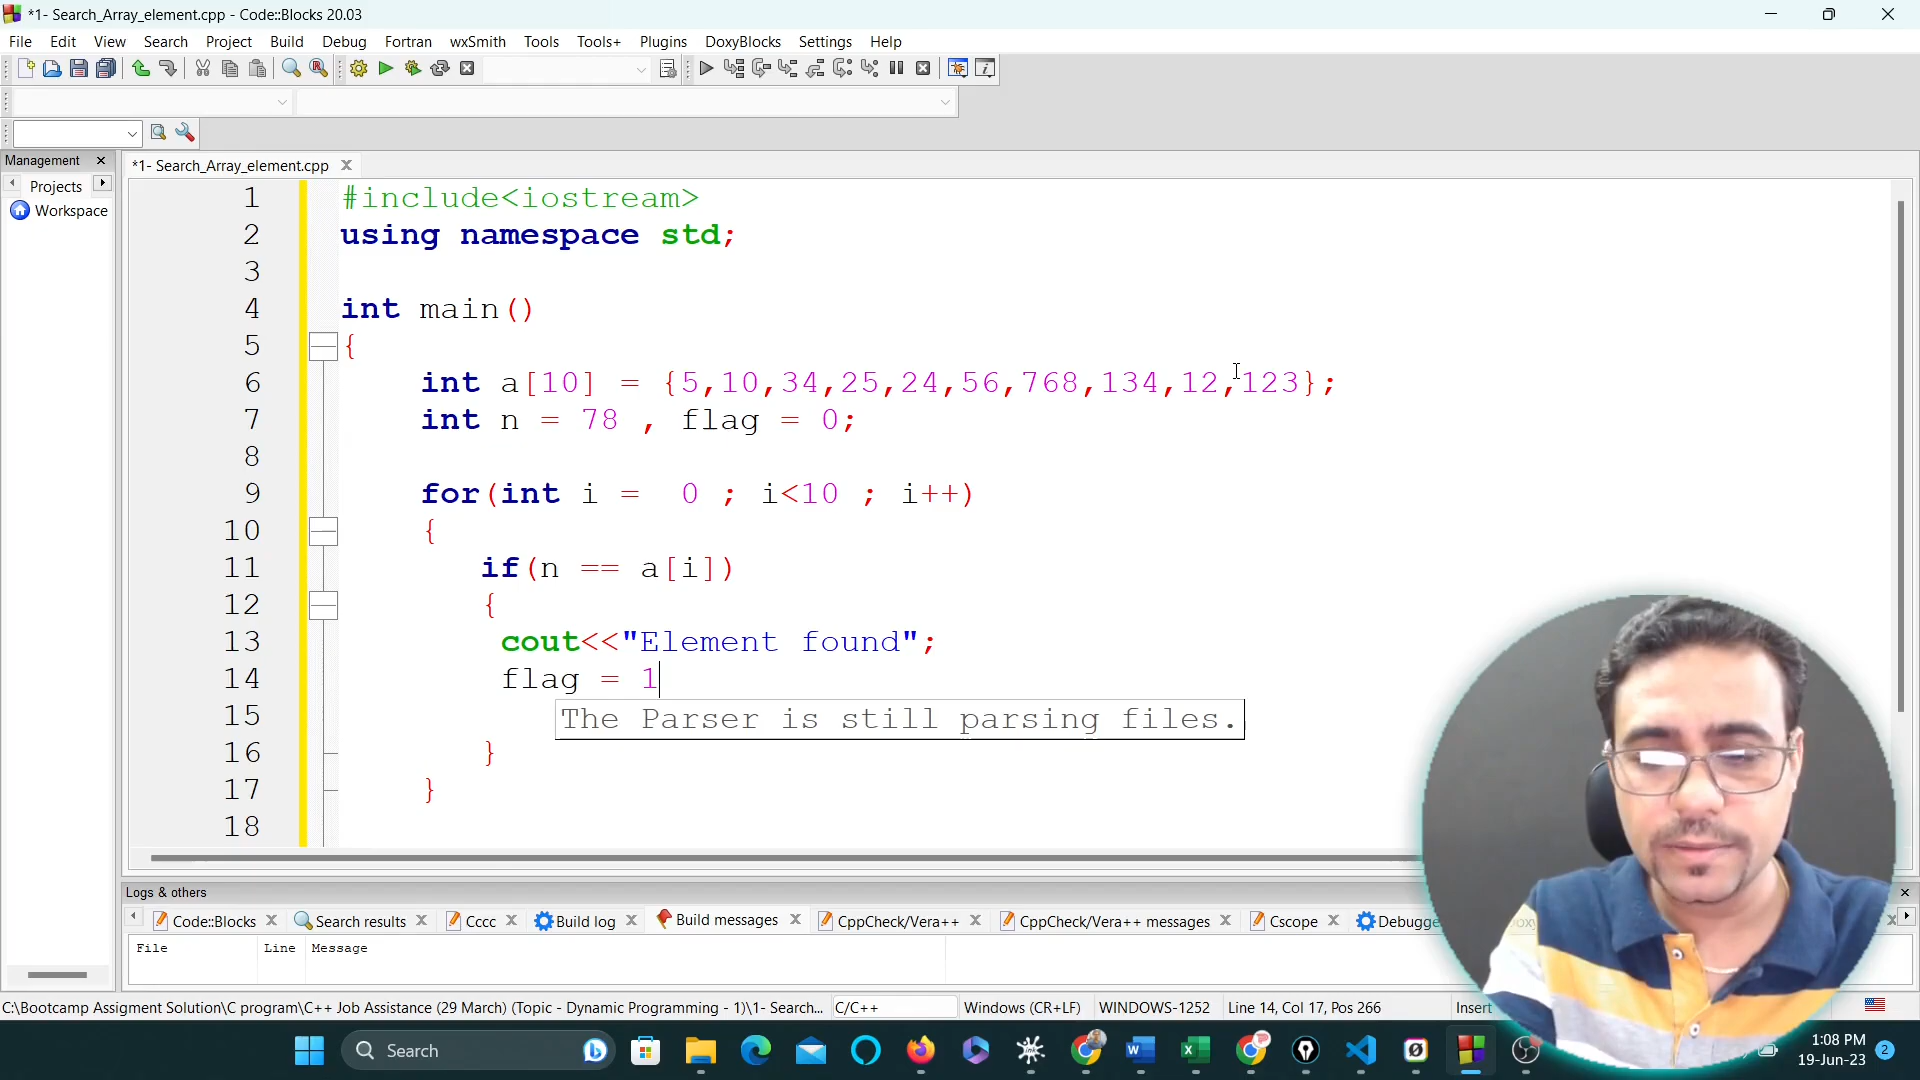 *1- Search_Array_element.cpp - Code::Blocks 20.03
File Edit View Search Project Build Debug Fortran wxSmith Tools Tools+ Plugins DoxyBlocks Settings Help
Management
*1- Search_Array_element.cpp
Projects
Workspace
1 #include<iostream>
2 using namespace std;
3
4 int main()
5 {
6 int a[10] = {5,10,34,25,24,56,768,134,12,123};
7 int n = 78 , flag = 0;
8
9 for(int i = 0 ; i<10 ; i++)
10 {
11 if(n == a[i])
12 {
13 cout<<"Element found";
14 flag = 1
15 The Parser is still parsing files.
16 }
17 }
18
Logs & others
Code::Blocks Search results Cccc Build log Build messages CppCheck/Vera++ CppCheck/Vera++ messages Cscope Debugge
File Line Message
C:\Bootcamp Assigment Solution\C program\C++ Job Assistance (29 March) (Topic - Dynamic Programming - 1)\1- Search... C/C++ Windows (CR+LF) WINDOWS-1252 Line 14, Col 17, Pos 266 Insert
Search
1:08 PM
19-Jun-23
2